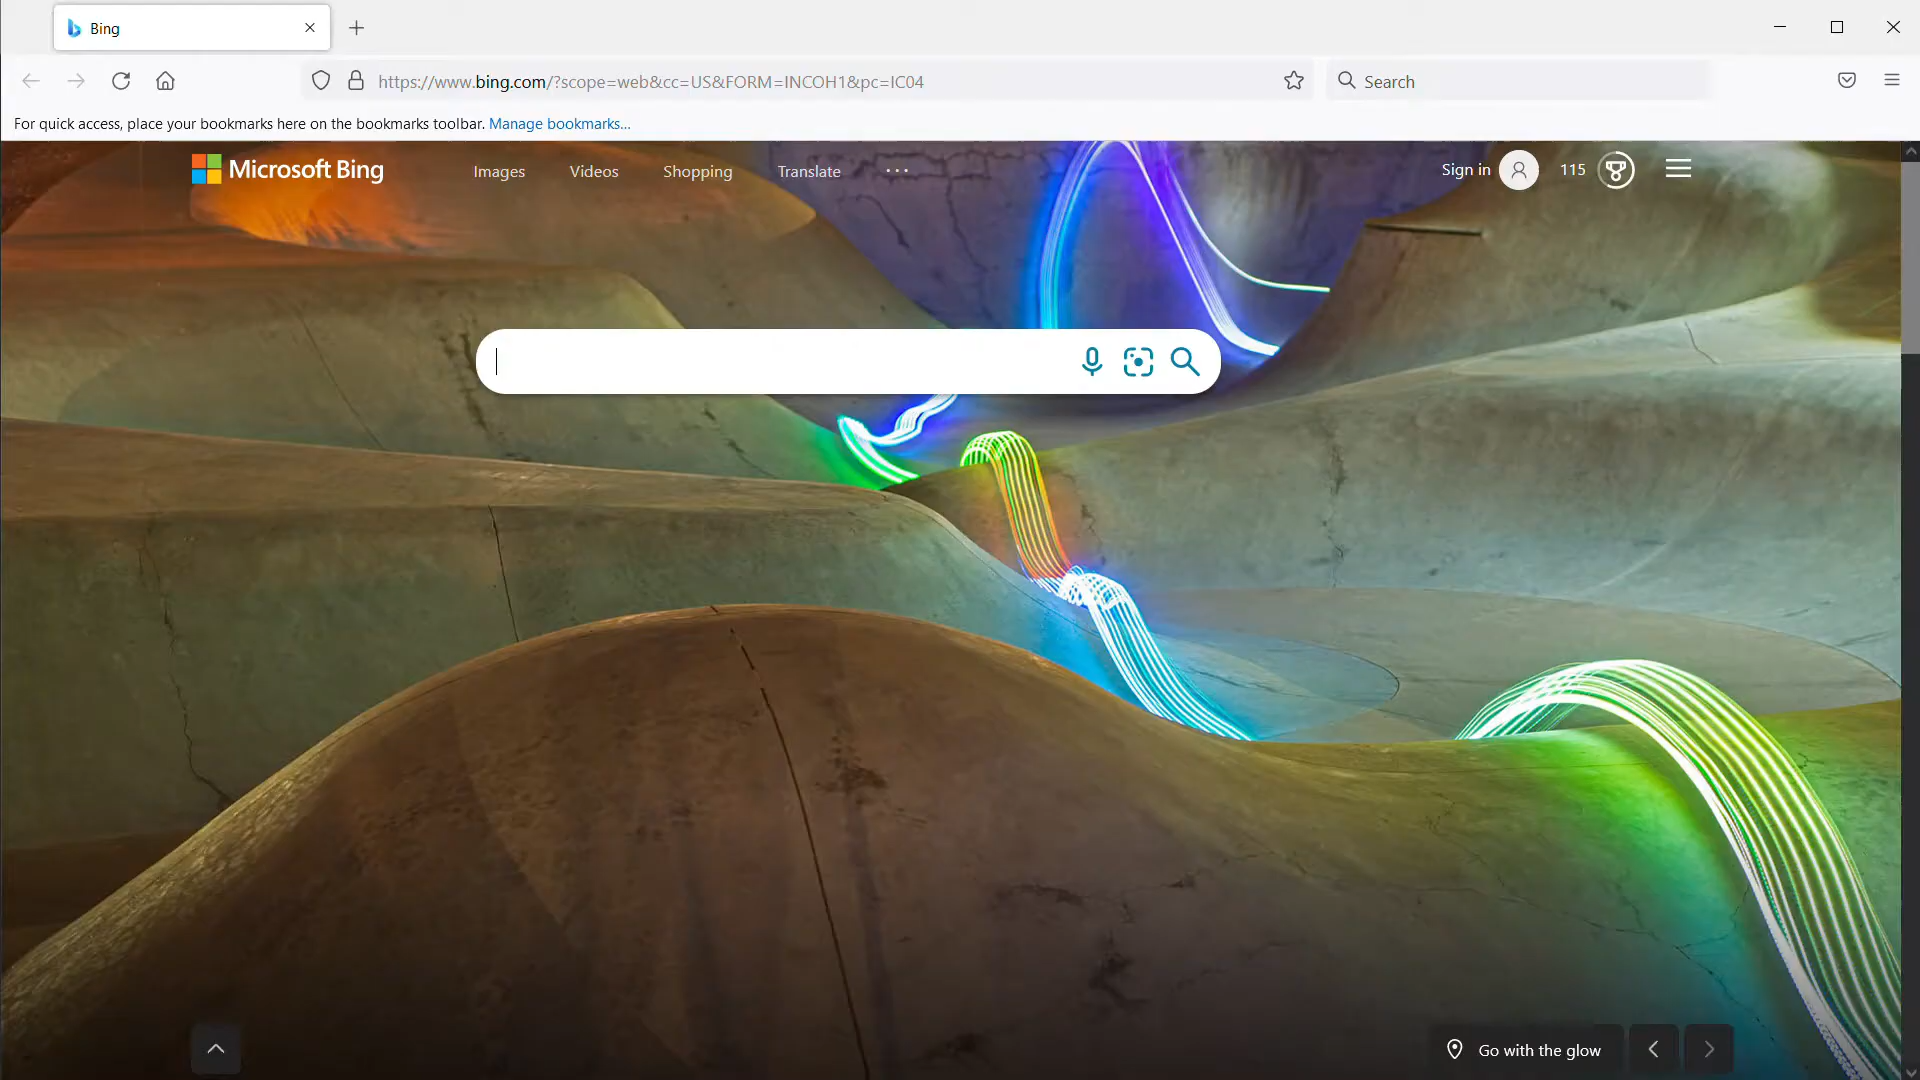 Bing
https://www.bing.com/?scope=web&cc=US&FORM=INCOH1&pc=IC04
Search
For quick access, place your bookmarks here on the bookmarks toolbar. Manage bookmarks...
Microsoft Bing
Images
Videos
Shopping
Translate
Sign in
115
Go with the glow